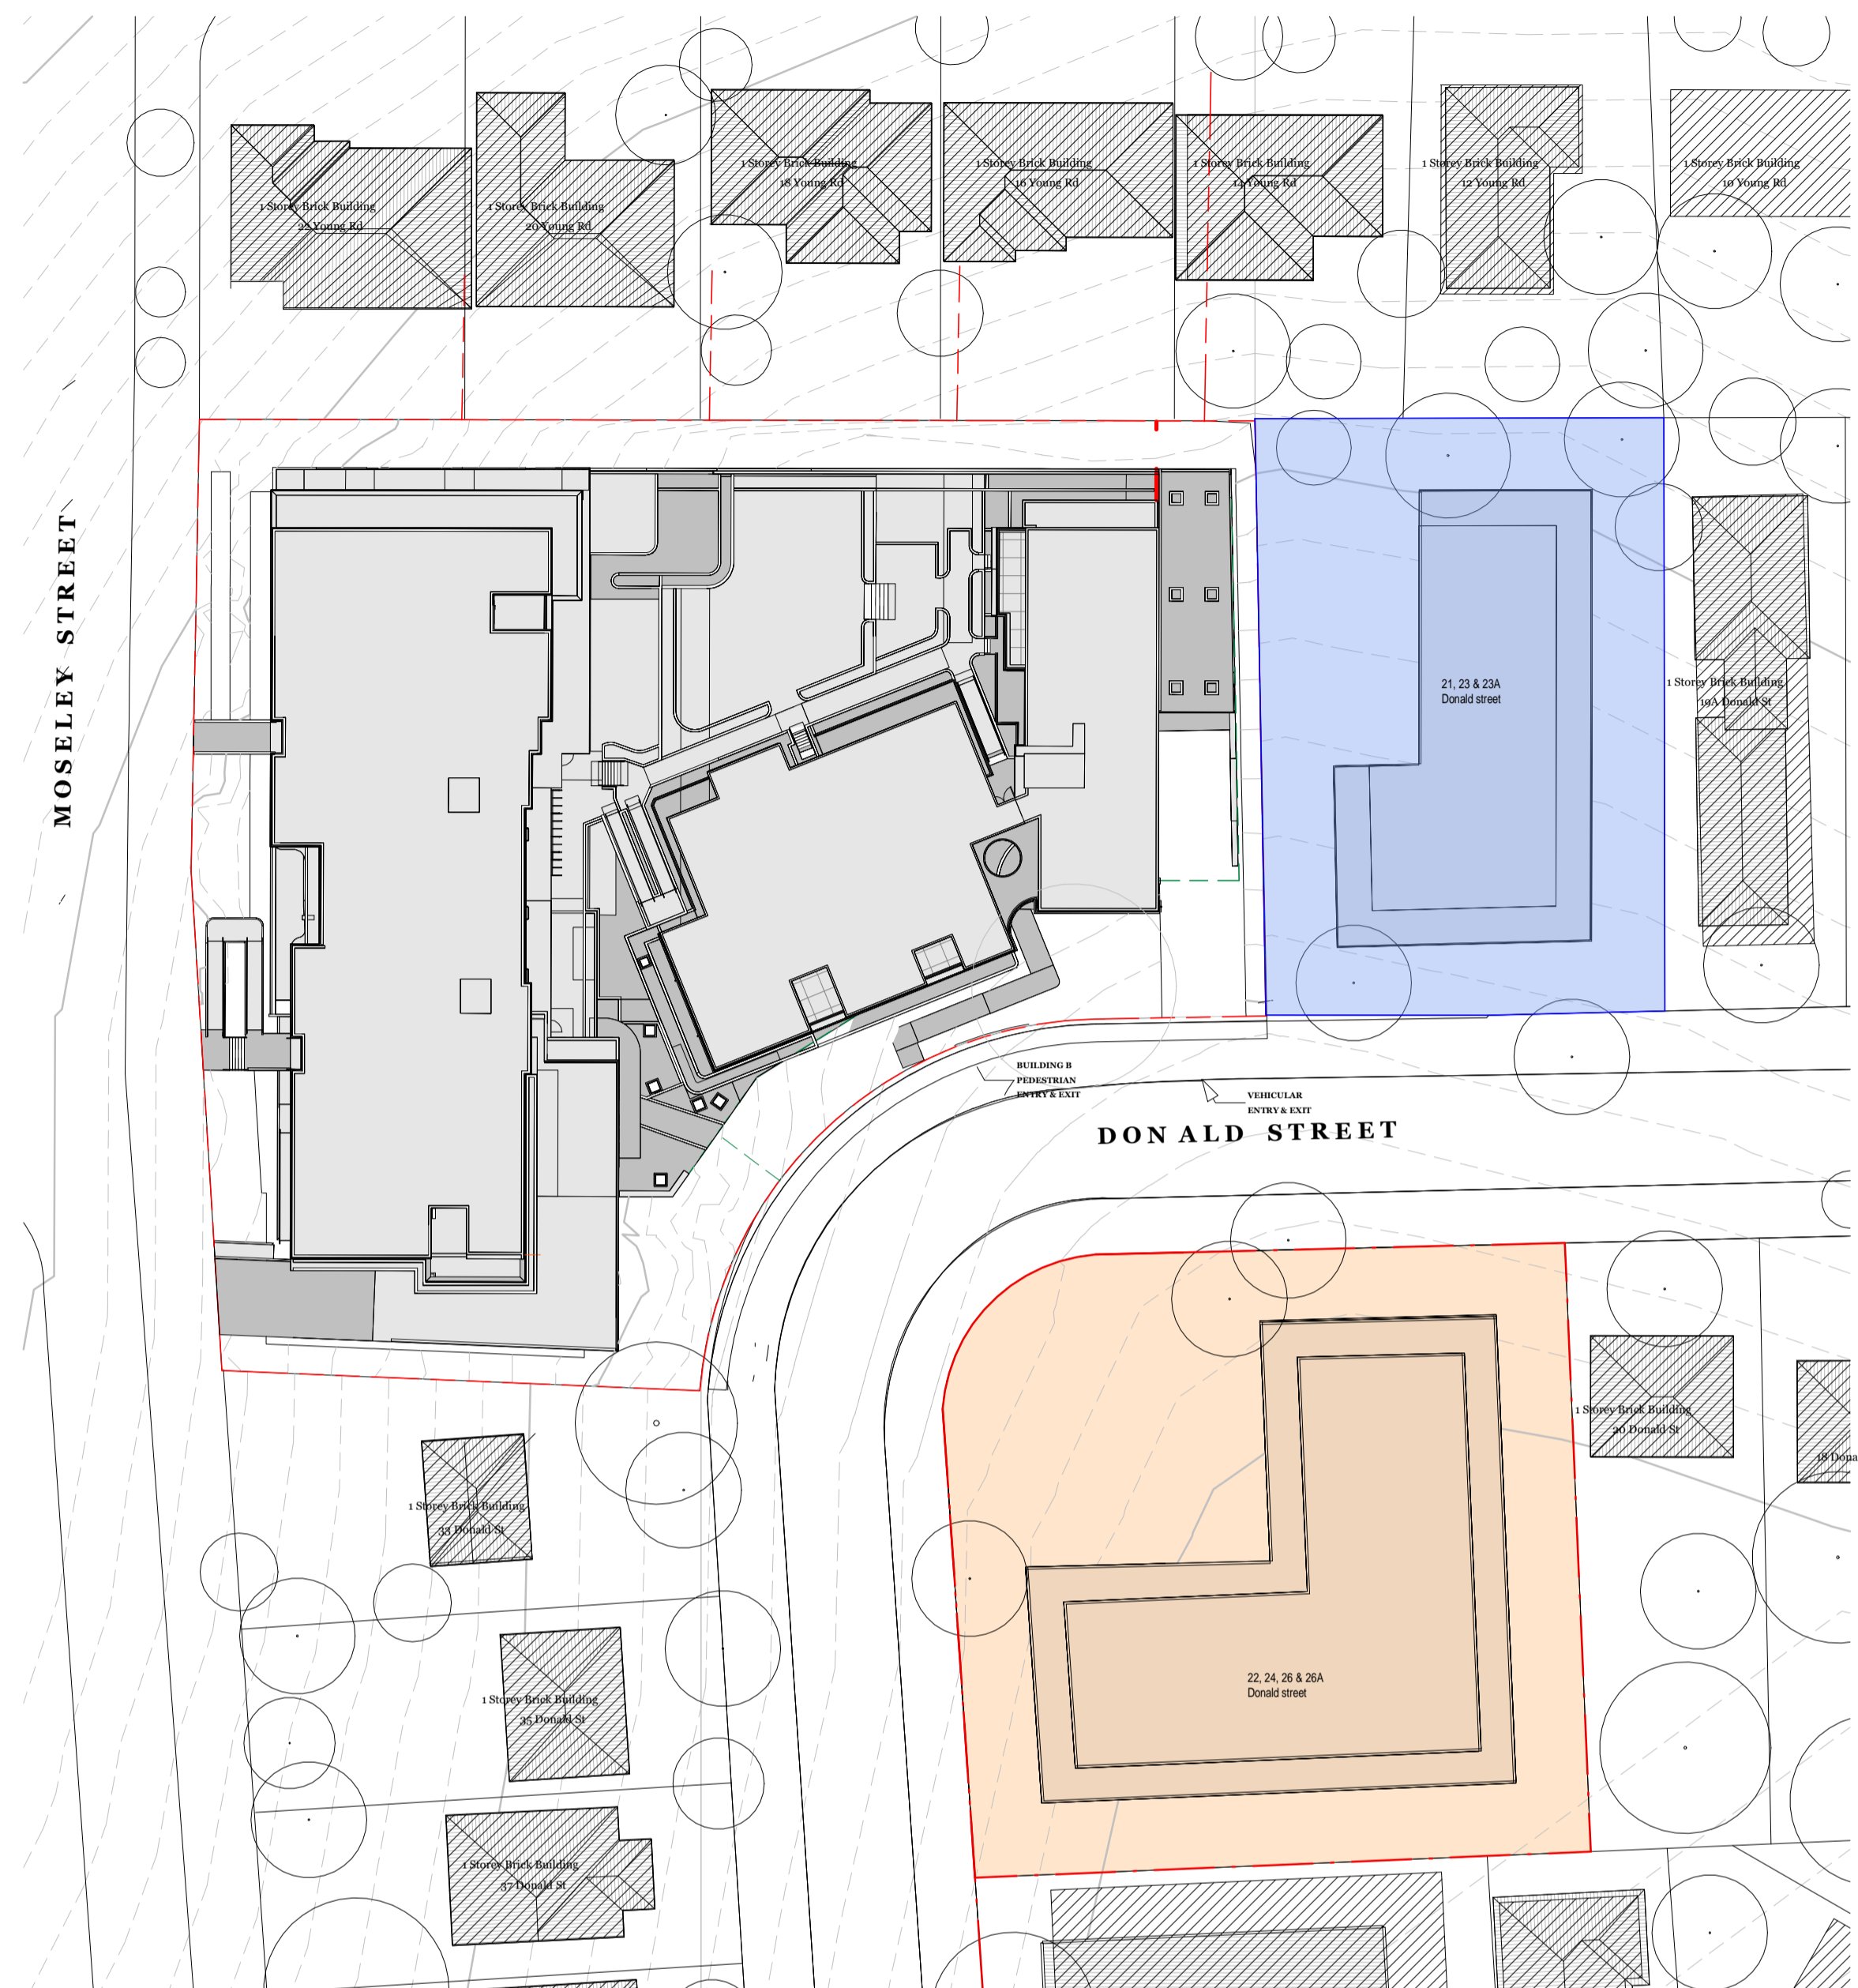 1 Storey Brick Building
22 Young Rd
1 Storey Brick Building
20 Young Rd
1 Storey Brick Building
18 Young Rd
1 Storey Brick Building
16 Young Rd
1 Storey Brick Building
14 Young Rd
1 Storey Brick Building
12 Young Rd
1 Storey Brick Building
10 Young Rd
MOSELEY STREET
21, 23 & 23A
Donald street
1 Storey Brick Building
19A Donald St
BUILDING B
PEDESTRIAN
ENTRY & EXIT
VEHICULAR
ENTRY & EXIT
DONALD STREET
1 Storey Brick Building
20 Donald St
18 Dona
1 Storey Brick Building
33 Donald St
22, 24, 26 & 26A
Donald street
1 Storey Brick Building
35 Donald St
1 Storey Brick Building
37 Donald St